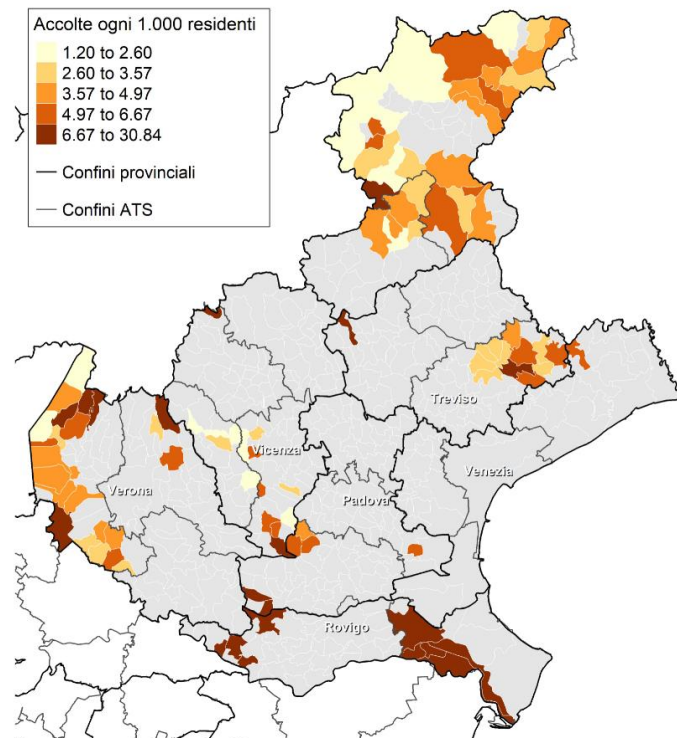 Accolte ogni 1.000 residenti
1.20 to 2.60
2.60 to 3.57
3.57 to 4.97
4.97 to 6.67
6.67 to 30.84
Confini provinciali
Confini ATS
Treviso
Vicenza
Venezia
Verona
Padova
Rovigo